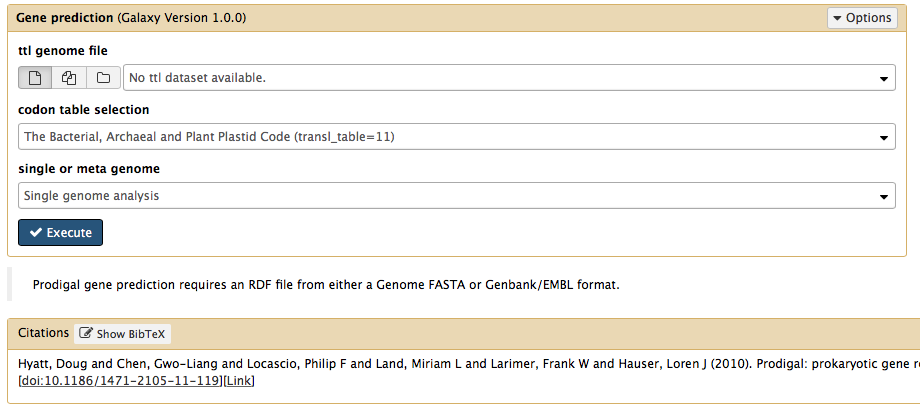 Gene prediction (Galaxy Version 1.0.0)
Options
ttl genome file
No ttl dataset available.
codon table selection
The Bacterial, Archaeal and Plant Plastid Code (transl_table=11)
single or meta genome
Single genome analysis
Execute
Prodigal gene prediction requires an RDF file from either a Genome FASTA or Genbank/EMBL format.
Citations Show BibTeX
Hyatt, Doug and Chen, Gwo-Liang and Locascio, Philip F and Land, Miriam L and Larimer, Frank W and Hauser, Loren J (2010). Prodigal: prokaryotic gene
[doi:10.1186/1471-2105-11-119][Link]